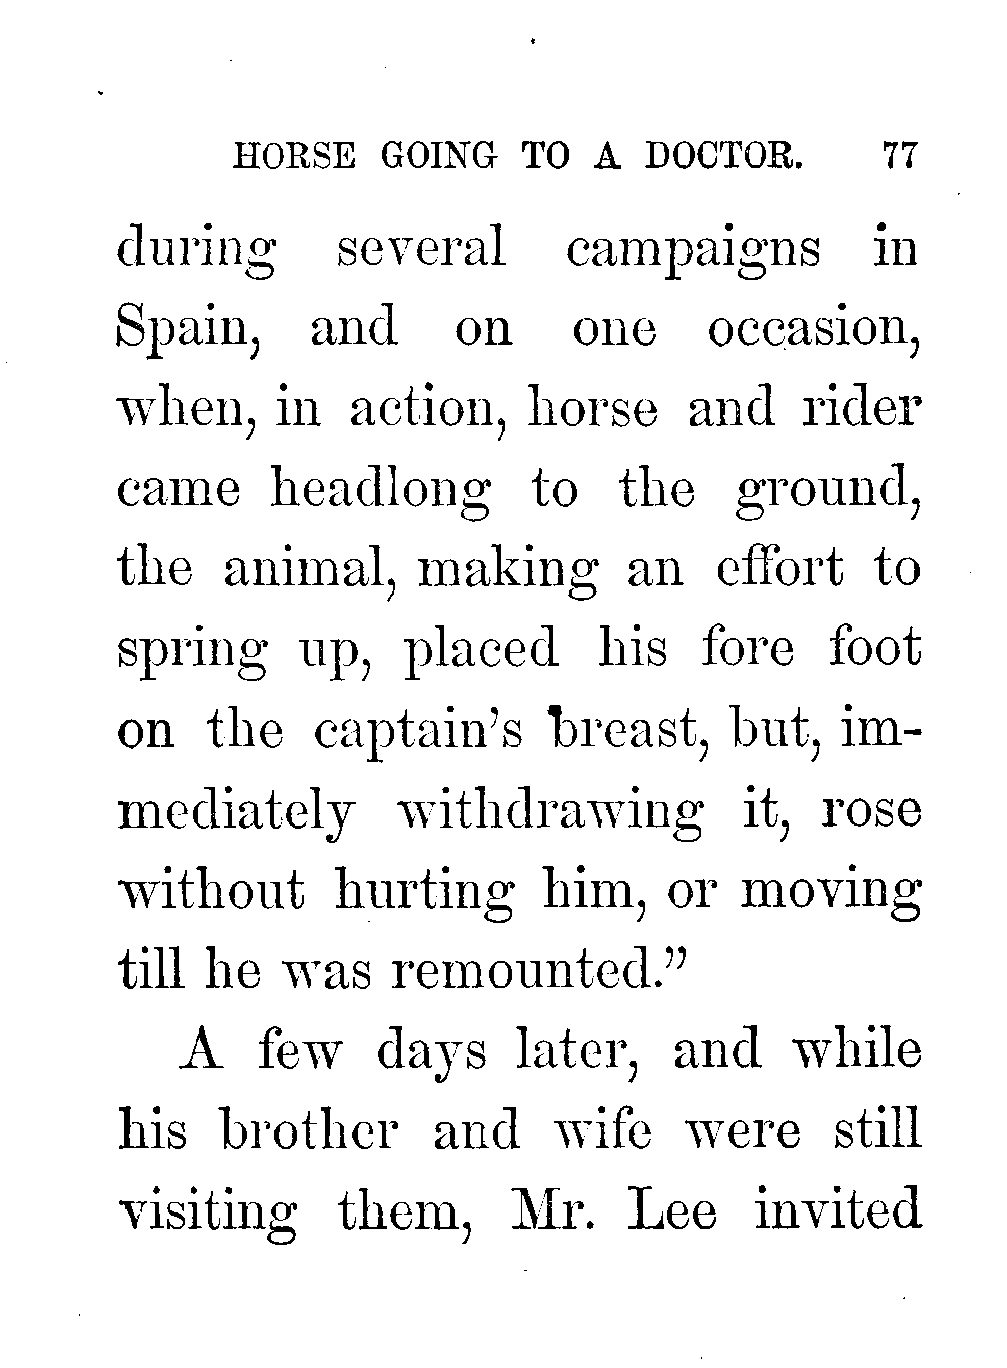 HORSE GOING TO A DOCTOR. 77
during several campaigns in
Spain, and on one occasion,
when, in action, horse and rider
came headlong to the ground,
the animal, making an effort to
spring up, placed his fore foot
on the captain's breast, but, im-
mediately withdrawing it, rose
without hurting him, or moving
till he was remounted.”
A few days later, and while
his brother and wife were still
visiting them, Mr. Lee invited